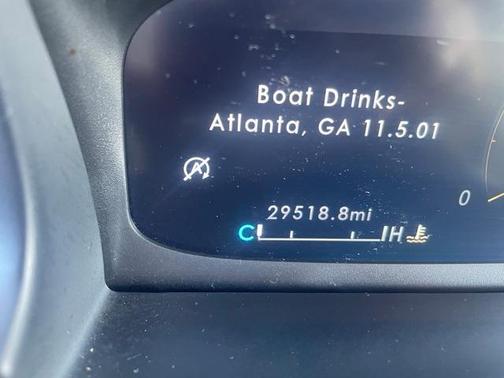 Boat Drinks-
Atlanta, GA 11.5.01
A
0
29518.8mi
C H